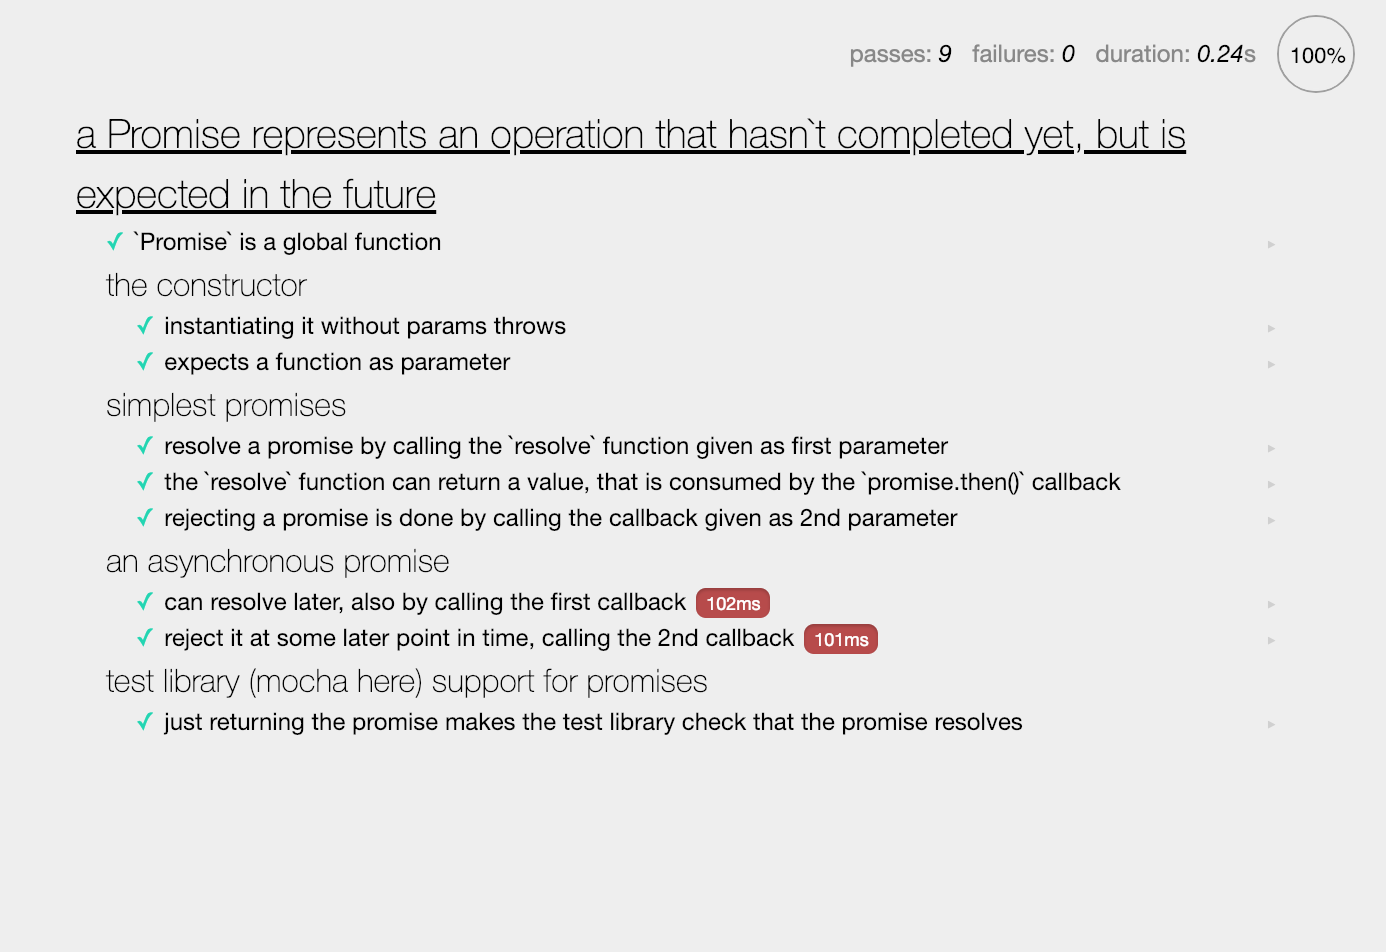 passes: 9 failures: 0 duration: 0.24s 100%
a Promise represents an operation that hasn`t completed yet, but is
expected in the future
✓ `Promise` is a global function
the constructor
✓ instantiating it without params throws
✓ expects a function as parameter
simplest promises
✓ resolve a promise by calling the `resolve` function given as first parameter
✓ the `resolve` function can return a value, that is consumed by the `promise.then()` callback
✓ rejecting a promise is done by calling the callback given as 2nd parameter
an asynchronous promise
✓ can resolve later, also by calling the first callback 102ms
✓ reject it at some later point in time, calling the 2nd callback 101ms
test library (mocha here) support for promises
✓ just returning the promise makes the test library check that the promise resolves